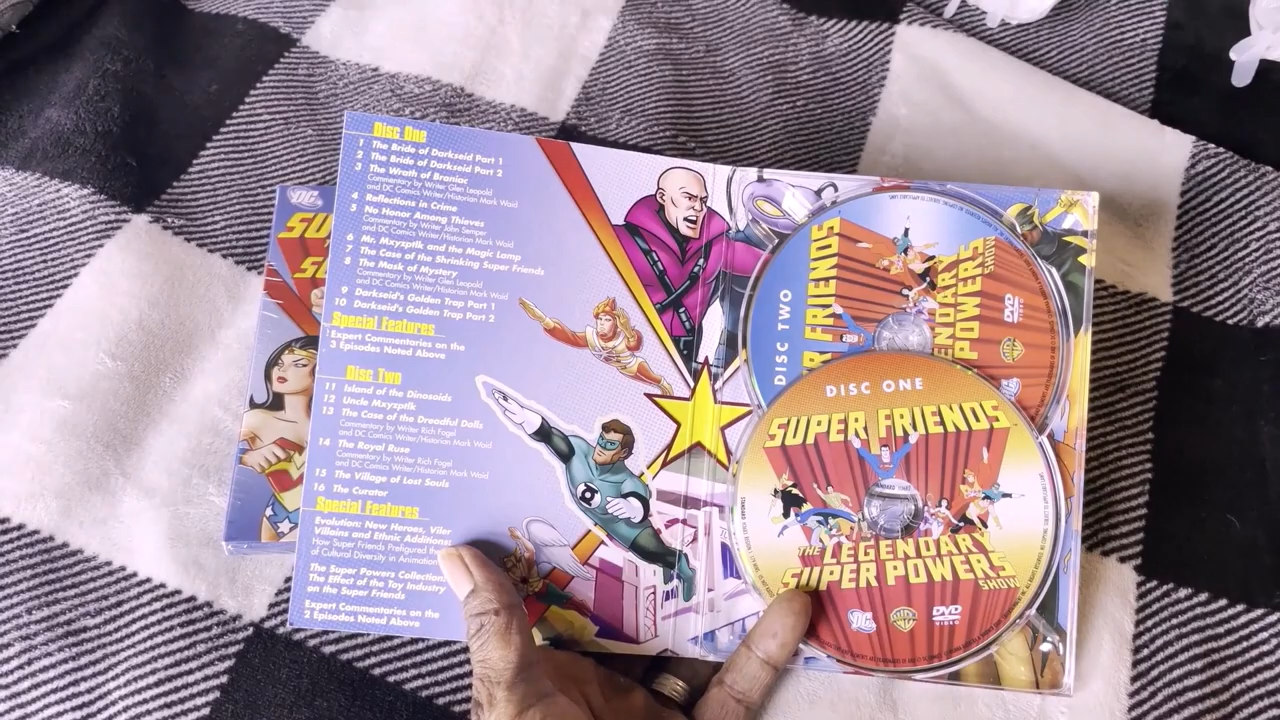 Disc One
1 The Bride of Darkseid Part 1
2 The Bride of Darkseid Part 2
3 The Wrath of Braniac
Commentary by Writer Glen Leopold
and DC Comics Writer/Historian Mark Waid
4 Reflections in Crime
5 No Honor Among Thieves
Commentary by Writer John Semper
and DC Comics Writer/Historian Mark Waid
6 Mr. Mxyzptlk and the Magic Lamp
7 The Case of the Shrinking Super Friends
8 The Mask of Mystery
Commentary by Writer Glen Leopold
and DC Comics Writer/Historian Mark Waid
9 Darkseid's Golden Trap Part 1
10 Darkseid's Golden Trap Part 2
Special Features
Expert Commentaries on the
3 Episodes Noted Above
Disc Two
11 Island of the Dinosoids
12 Uncle Mxyzptlk
13 The Case of the Dreadful Dolls
Commentary by Writer Rich Fogel
and DC Comics Writer/Historian Mark Waid
14 The Royal Ruse
Commentary by Writer Rich Fogel
and DC Comics Writer/Historian Mark Waid
15 The Village of Lost Souls
16 The Curator
Special Features
Evolution: New Heroes, Viler
Villains and Ethnic Additions:
How Super Friends Prefigured the
of Cultural Diversity in Animation
The Super Powers Collection:
The Effect of the Toy Industry
on the Super Friends
Expert Commentaries on the
2 Episodes Noted Above
DC
SU
DISC TWO
R FRIENDS
ENDARY
POWERS
SHOW
DVD
WB
DISC ONE
SUPER FRIENDS
THE LEGENDARY
SUPER POWERS
SHOW
DC
WB
DVD
VIDEO